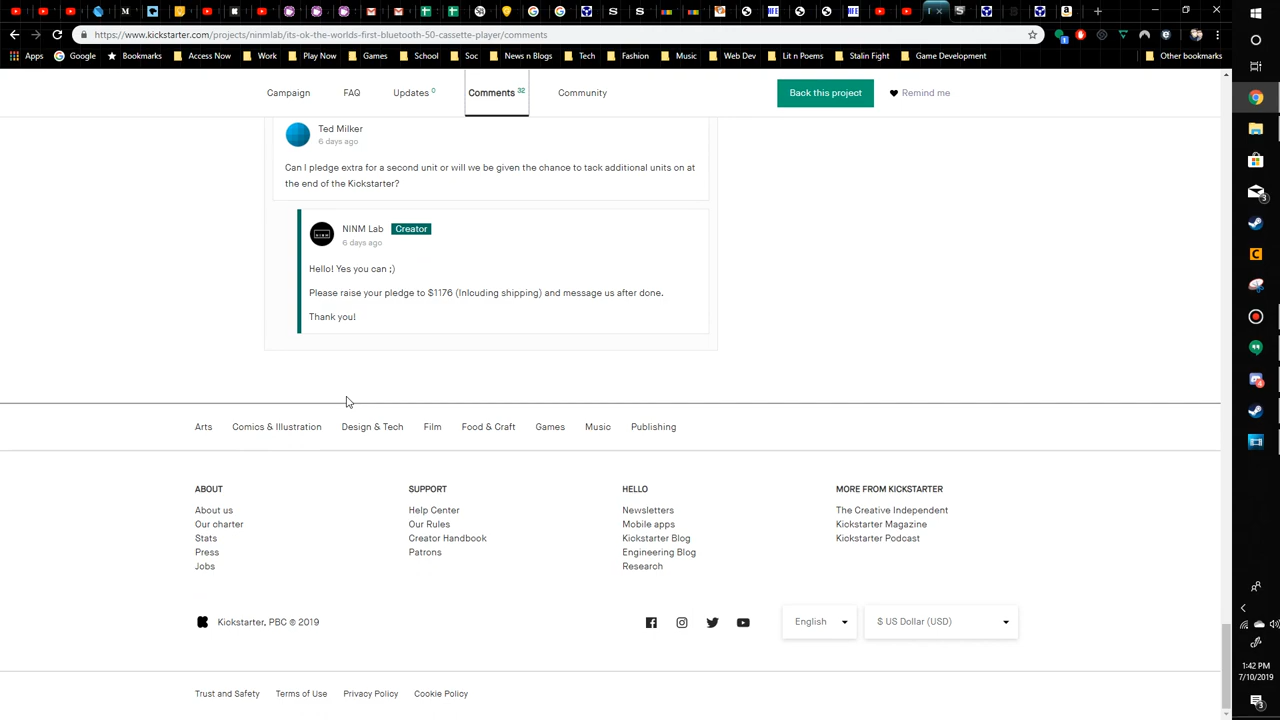 https://www.kickstarter.com/projects/ninmlab/its-ok-the-worlds-first-bluetooth-50-cassette-player/comments
Apps Google Bookmarks Access Now Work Play Now Games School Soc News n Blogs Tech Fashion Music Web Dev Lit n Poems Stalin Fight Game Development Other bookmarks
Campaign FAQ Updates 0 Comments 32 Community Back this project Remind me
Ted Milker
6 days ago
Can I pledge extra for a second unit or will we be given the chance to tack additional units on at
the end of the Kickstarter?
NINM Lab Creator
6 days ago
Hello! Yes you can ;)
Please raise your pledge to $1176 (Inlcuding shipping) and message us after done.
Thank you!
Arts Comics & Illustration Design & Tech Film Food & Craft Games Music Publishing
ABOUT
About us
Our charter
Stats
Press
Jobs
SUPPORT
Help Center
Our Rules
Creator Handbook
Patrons
HELLO
Newsletters
Mobile apps
Kickstarter Blog
Engineering Blog
Research
MORE FROM KICKSTARTER
The Creative Independent
Kickstarter Magazine
Kickstarter Podcast
Kickstarter, PBC © 2019
English
$ US Dollar (USD)
Trust and Safety Terms of Use Privacy Policy Cookie Policy
1:42 PM
7/10/2019